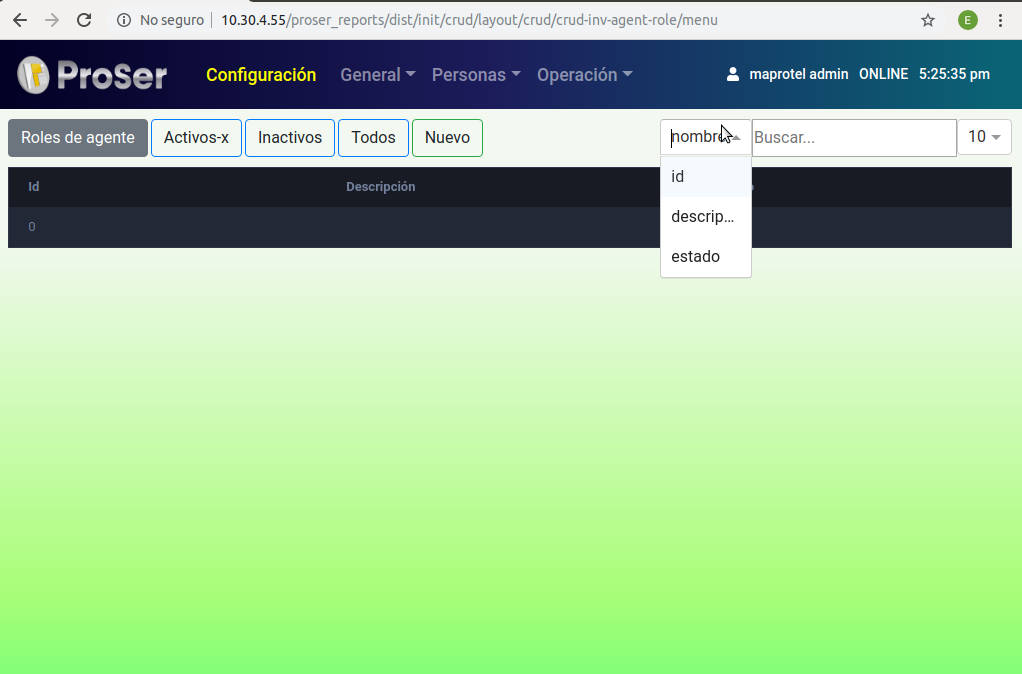 No seguro | 10.30.4.55/proser_reports/dist/init/crud/layout/crud/crud-inv-agent-role/menu
E
ProSer Configuración General Personas Operación maprotel admin ONLINE 5:25:35 pm
Roles de agente Activos-x Inactivos Todos Nuevo nombre Buscar... 10
Id Descripción
id
descrip...
0
estado